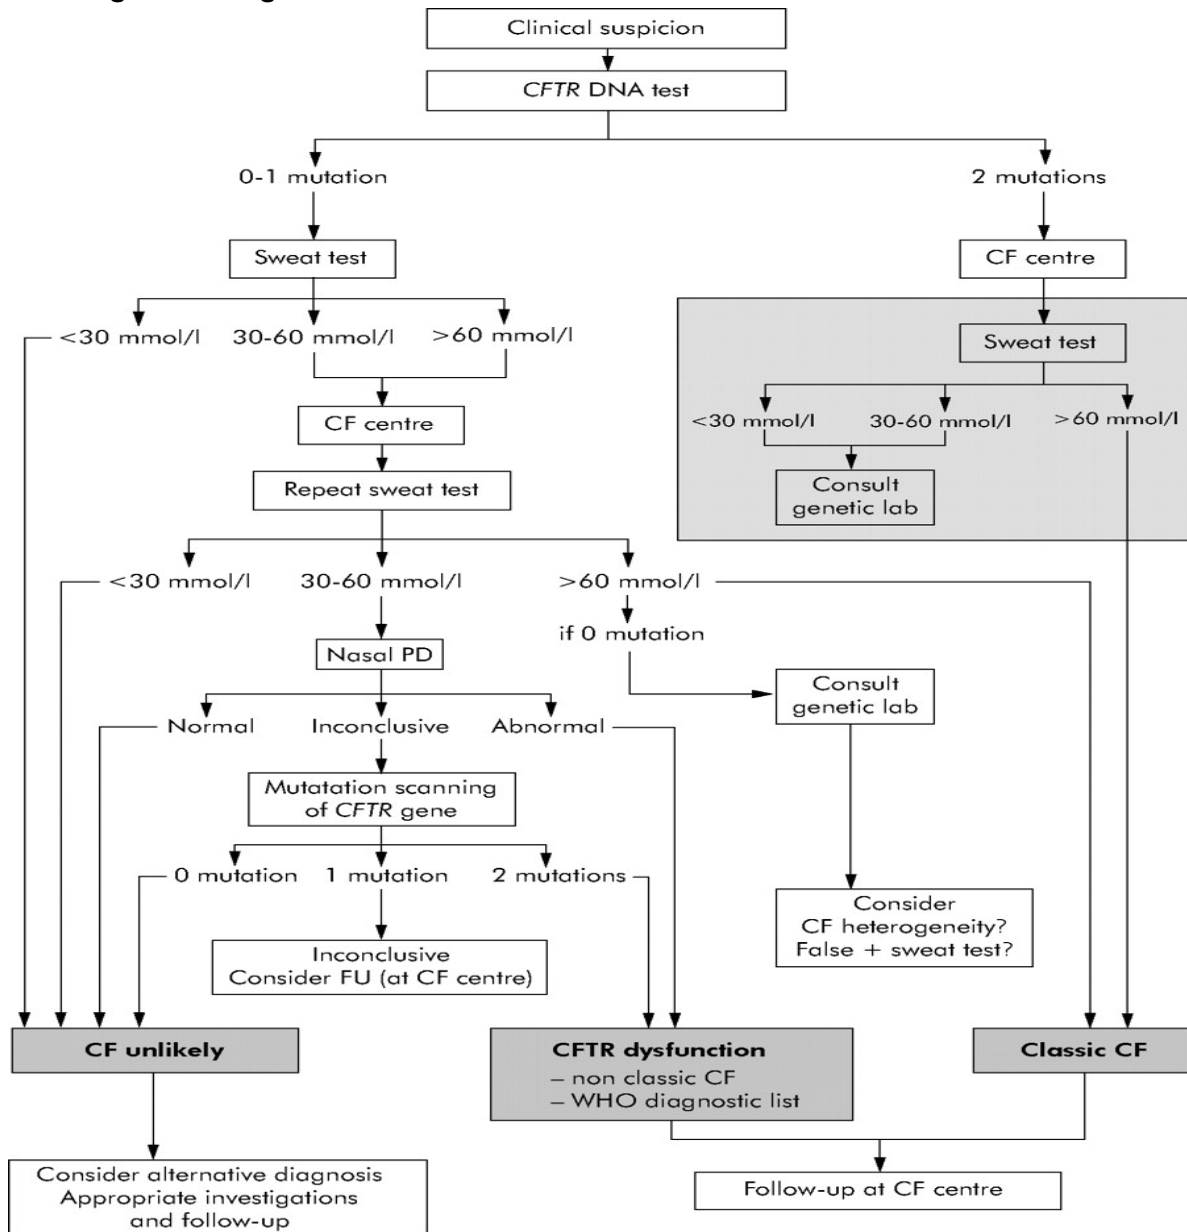 Clinical suspicion
CFTR DNA test
0-1 mutation
2 mutations
Sweat test
CF centre
<30 mmol/l
30-60 mmol/l
>60 mmol/l
Sweat test
CF centre
<30 mmol/l
30-60 mmol/l
>60 mmol/l
Repeat sweat test
Consult
genetic lab
<30 mmol/l
30-60 mmol/l
>60 mmol/l
if 0 mutation
Nasal PD
Consult
genetic lab
Normal
Inconclusive
Abnormal
Mutatation scanning
of CFTR gene
0 mutation
1 mutation
2 mutations
Consider
CF heterogeneity?
False + sweat test?
Inconclusive
Consider FU (at CF centre)
CF unlikely
CFTR dysfunction
– non classic CF
– WHO diagnostic list
Classic CF
Consider alternative diagnosis
Appropriate investigations
and follow-up
Follow-up at CF centre